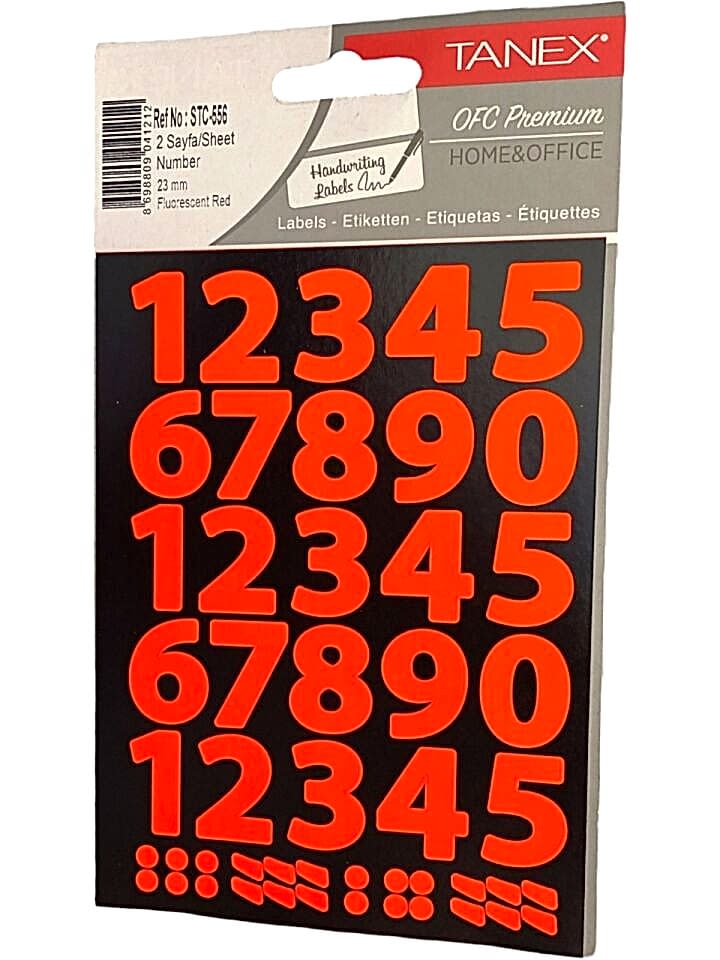 TANEX
OFC Premium
HOME&OFFICE
Handwriting
Labels
Labels - Etiketten - Etiquetas - Étiquettes
8 698809 041212
Ref No : STC-556
2 Sayfa/Sheet
Number
23 mm
Fluorescent Red
12345
67890
12345
67890
12345